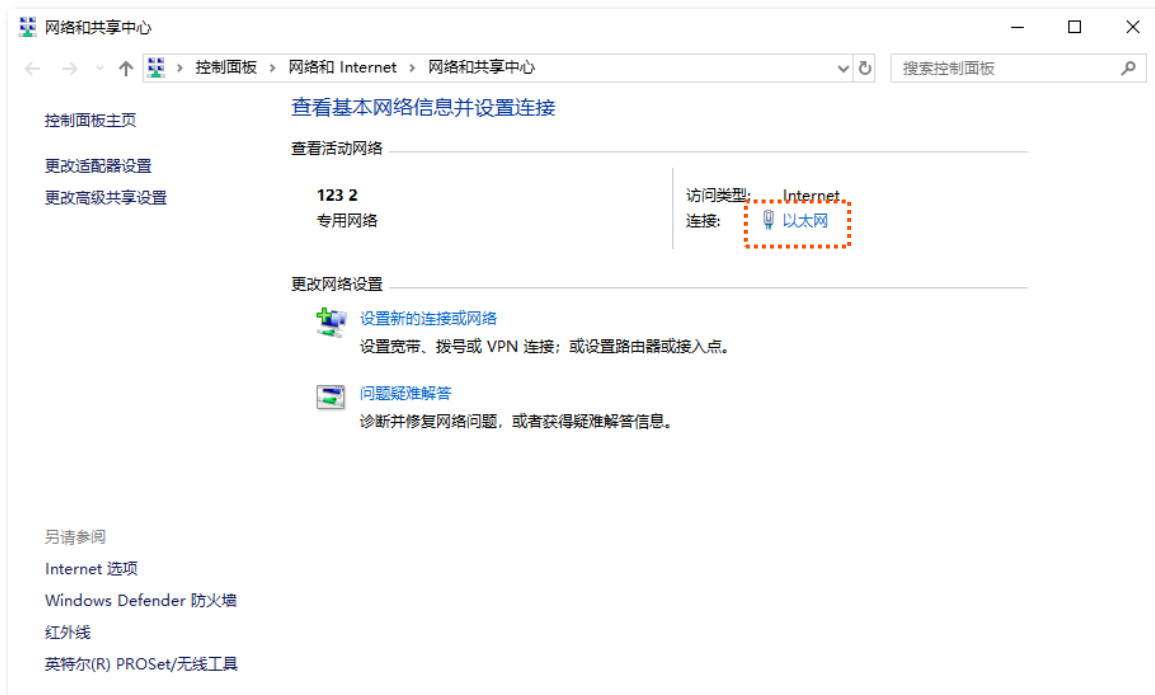 网络和共享中心
控制面板 › 网络和 Internet › 网络和共享中心
搜索控制面板
控制面板主页
更改适配器设置
更改高级共享设置
查看基本网络信息并设置连接
查看活动网络
123 2
专用网络
访问类型: Internet
连接: 以太网
更改网络设置
设置新的连接或网络
设置宽带、拨号或 VPN 连接；或设置路由器或接入点。
问题疑难解答
诊断并修复网络问题，或者获得疑难解答信息。
另请参阅
Internet 选项
Windows Defender 防火墙
红外线
英特尔(R) PROSet/无线工具